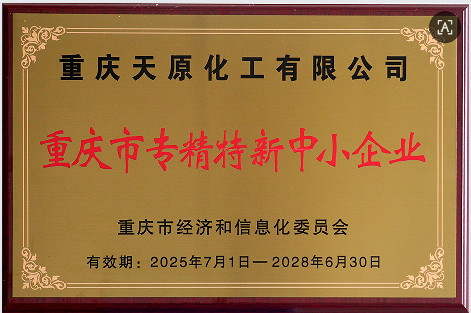 重庆天原化工有限公司
重庆市专精特新中小企业
重庆市经济和信息化委员会
有效期：2025年7月1日—2028年6月30日